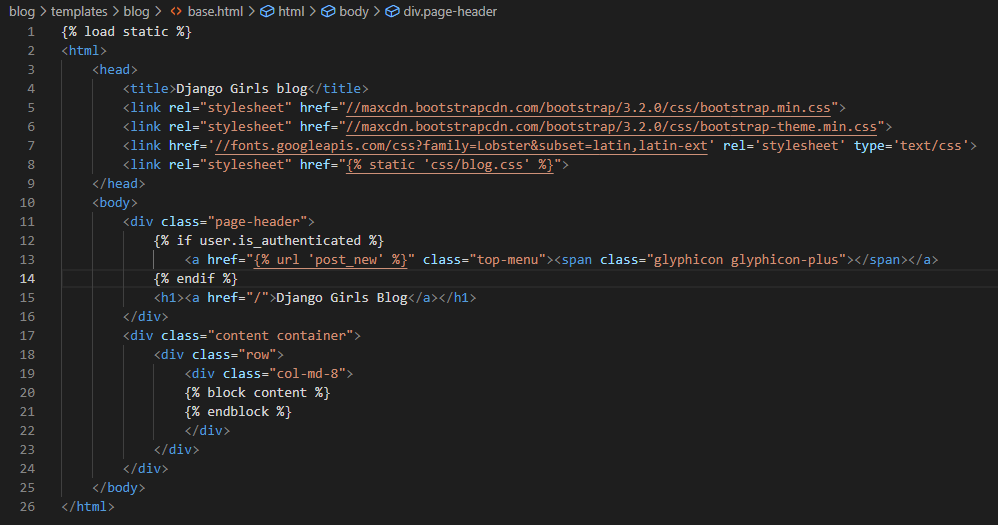 blog > templates > blog > <> base.html > html > body > div.page-header
1 {% load static %}
2 <html>
3 <head>
4 <title>Django Girls blog</title>
5 <link rel="stylesheet" href="//maxcdn.bootstrapcdn.com/bootstrap/3.2.0/css/bootstrap.min.css">
6 <link rel="stylesheet" href="//maxcdn.bootstrapcdn.com/bootstrap/3.2.0/css/bootstrap-theme.min.css">
7 <link href='//fonts.googleapis.com/css?family=Lobster&subset=latin,latin-ext' rel='stylesheet' type='text/css'>
8 <link rel="stylesheet" href="{% static 'css/blog.css' %}">
9 </head>
10 <body>
11 <div class="page-header">
12 {% if user.is_authenticated %}
13 <a href="{% url 'post_new' %}" class="top-menu"><span class="glyphicon glyphicon-plus"></span></a>
14 {% endif %}
15 <h1><a href="/">Django Girls Blog</a></h1>
16 </div>
17 <div class="content container">
18 <div class="row">
19 <div class="col-md-8">
20 {% block content %}
21 {% endblock %}
22 </div>
23 </div>
24 </div>
25 </body>
26 </html>